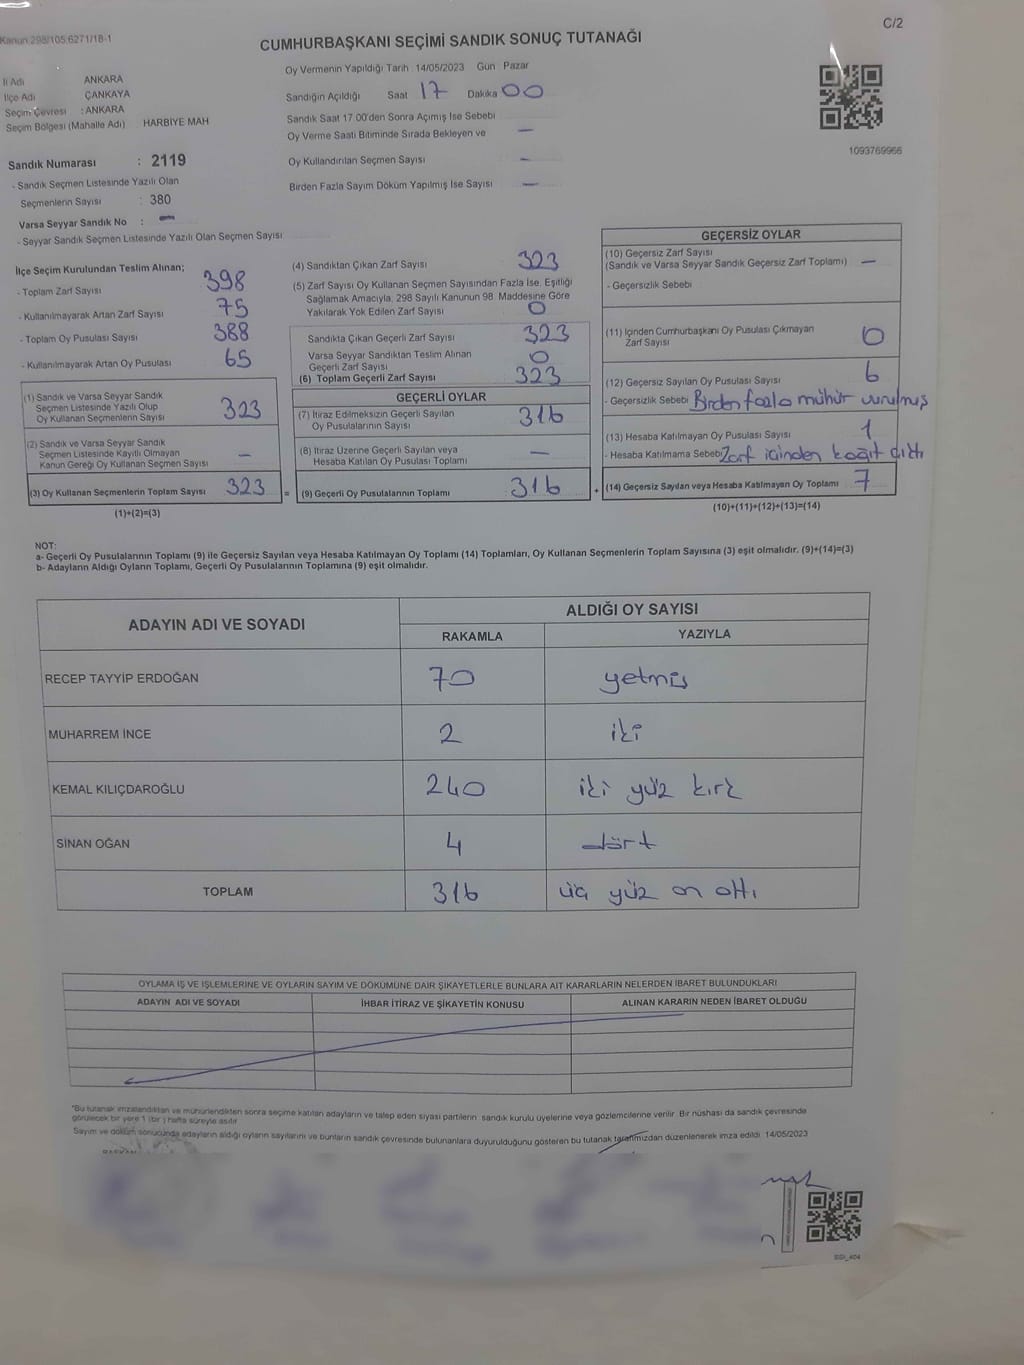 C/2
Kanun:298/105:6271/18-1
CUMHURBAŞKANI SEÇİMİ SANDIK SONUÇ TUTANAĞI
İl Adı ANKARA
İlçe Adı ÇANKAYA
Seçim Çevresi : ANKARA
Seçim Bölgesi (Mahalle Adı) HARBİYE MAH
Sandık Numarası : 2119
- Sandık Seçmen Listesinde Yazılı Olan
Seçmenlerin Sayısı : 380
Varsa Seyyar Sandık No : —
- Seyyar Sandık Seçmen Listesinde Yazılı Olan Seçmen Sayısı
Oy Vermenin Yapıldığı Tarih : 14/05/2023 Gün : Pazar
Sandığın Açıldığı Saat 17 Dakika 00
Sandık Saat 17.00'den Sonra Açımış İse Sebebi
Oy Verme Saati Bitiminde Sırada Bekleyen ve —
Oy Kullandırılan Seçmen Sayısı —
Birden Fazla Sayım Döküm Yapılmış İse Sayısı —
1093769966
İlçe Seçim Kurulundan Teslim Alınan;
- Toplam Zarf Sayısı 398
- Kullanılmayarak Artan Zarf Sayısı 75
- Toplam Oy Pusulası Sayısı 388
- Kullanılmayarak Artan Oy Pusulası 65
(1) Sandık ve Varsa Seyyar Sandık
Seçmen Listesinde Yazılı Olup
Oy Kullanan Seçmenlerin Sayısı 323
(2) Sandık ve Varsa Seyyar Sandık
Seçmen Listesinde Kayıtlı Olmayan
Kanun Gereği Oy Kullanan Seçmen Sayısı —
(3) Oy Kullanan Seçmenlerin Toplam Sayısı 323 =
(1)+(2)=(3)
(4) Sandıktan Çıkan Zarf Sayısı 323
(5) Zarf Sayısı Oy Kullanan Seçmen Sayısından Fazla İse, Eşitliği
Sağlamak Amacıyla, 298 Sayılı Kanunun 98. Maddesine Göre
Yakılarak Yok Edilen Zarf Sayısı 0
Sandıkta Çıkan Geçerli Zarf Sayısı 323
Varsa Seyyar Sandıktan Teslim Alınan
Geçerli Zarf Sayısı 0
(6) Toplam Geçerli Zarf Sayısı 323
GEÇERLİ OYLAR
(7) İtiraz Edilmeksizin Geçerli Sayılan
Oy Pusulalarının Sayısı 316
(8) İtiraz Üzerine Geçerli Sayılan veya
Hesaba Katılan Oy Pusulası Toplamı —
(9) Geçerli Oy Pusulalarının Toplamı 316 +
GEÇERSİZ OYLAR
(10) Geçersiz Zarf Sayısı
(Sandık ve Varsa Seyyar Sandık Geçersiz Zarf Toplamı) —
- Geçersizlik Sebebi
(11) İçinden Cumhurbaşkanı Oy Pusulası Çıkmayan
Zarf Sayısı 0
(12) Geçersiz Sayılan Oy Pusulası Sayısı 6
- Geçersizlik Sebebi Birden fazla mühür vurulmuş
(13) Hesaba Katılmayan Oy Pusulası Sayısı 1
- Hesaba Katılmama Sebebi Zarf içinden kağıt çıktı
(14) Geçersiz Sayılan veya Hesaba Katılmayan Oy Toplamı 7
(10)+(11)+(12)+(13)=(14)
NOT:
a- Geçerli Oy Pusulalarının Toplamı (9) ile Geçersiz Sayılan veya Hesaba Katılmayan Oy Toplamı (14) Toplamları, Oy Kullanan Seçmenlerin Toplam Sayısına (3) eşit olmalıdır. (9)+(14)=(3)
b- Adayların Aldığı Oyların Toplamı, Geçerli Oy Pusulalarının Toplamına (9) eşit olmalıdır.
ADAYIN ADI VE SOYADI ALDIĞI OY SAYISI
RAKAMLA YAZIYLA
RECEP TAYYİP ERDOĞAN 70 yetmiş
MUHARREM İNCE 2 iki
KEMAL KILIÇDAROĞLU 240 iki yüz kırk
SİNAN OĞAN 4 dört
TOPLAM 316 üç yüz on altı
OYLAMA İŞ VE İŞLEMLERİNE VE OYLARIN SAYIM VE DÖKÜMÜNE DAİR ŞİKAYETLERLE BUNLARA AİT KARARLARIN NELERDEN İBARET BULUNDUKLARI
ADAYIN ADI VE SOYADI İHBAR İTİRAZ VE ŞİKAYETİN KONUSU ALINAN KARARIN NEDEN İBARET OLDUĞU
*Bu tutanak imzalandıktan ve mühürlendikten sonra seçime katılan adayların ve talep eden siyasi partilerin sandık kurulu üyelerine veya gözlemcilerine verilir. Bir nüshası da sandık çevresinde
görülecek bir yere 1 (bir) hafta süreyle asılır.
Sayım ve döküm sonucunda adayların aldığı oyların sayılarını ve bunların sandık çevresinde bulunanlara duyurulduğunu gösteren bu tutanak tarafımızdan düzenlenerek imza edildi. 14/05/2023